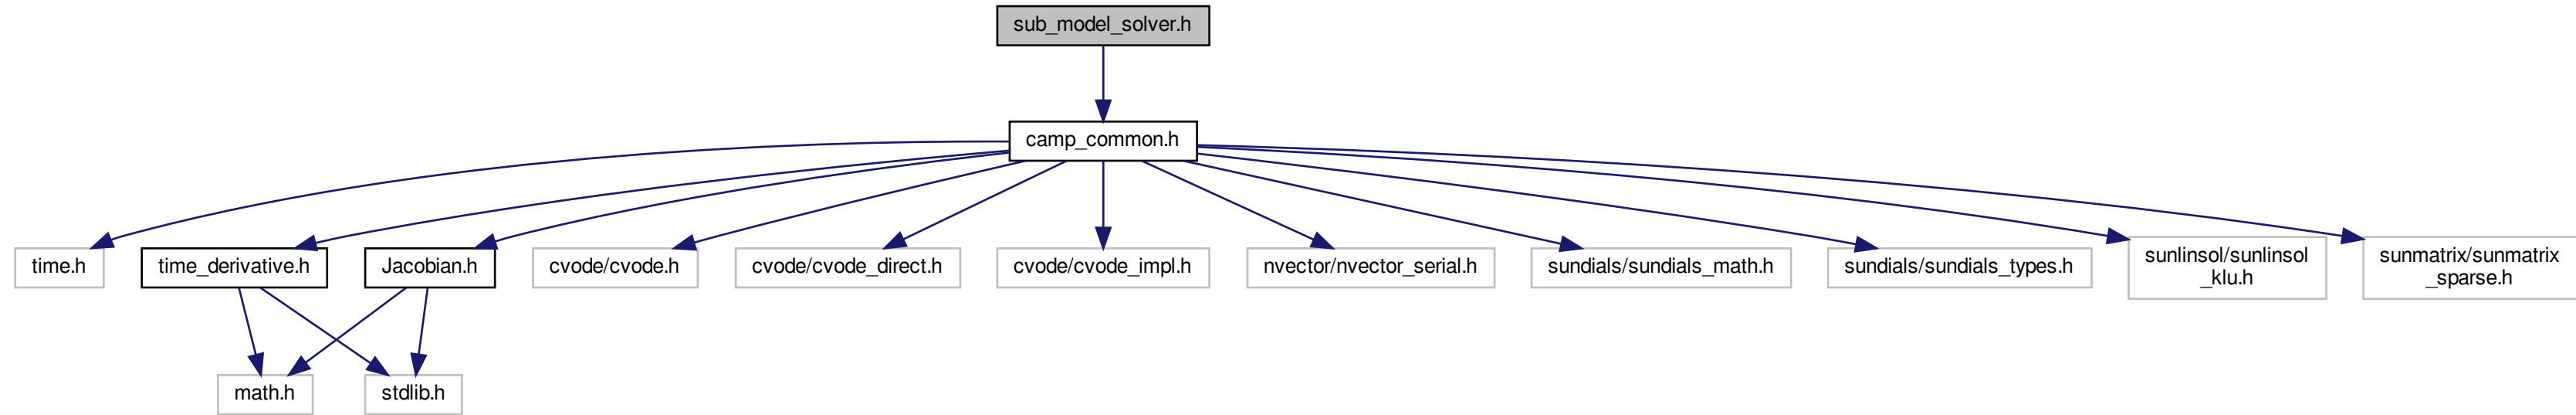 sub_model_solver.h
camp_common.h
time.h
time_derivative.h
Jacobian.h
cvode/cvode.h
cvode/cvode_direct.h
cvode/cvode_impl.h
nvector/nvector_serial.h
sundials/sundials_math.h
sundials/sundials_types.h
sunlinsol/sunlinsol
_klu.h
sunmatrix/sunmatrix
_sparse.h
math.h
stdlib.h